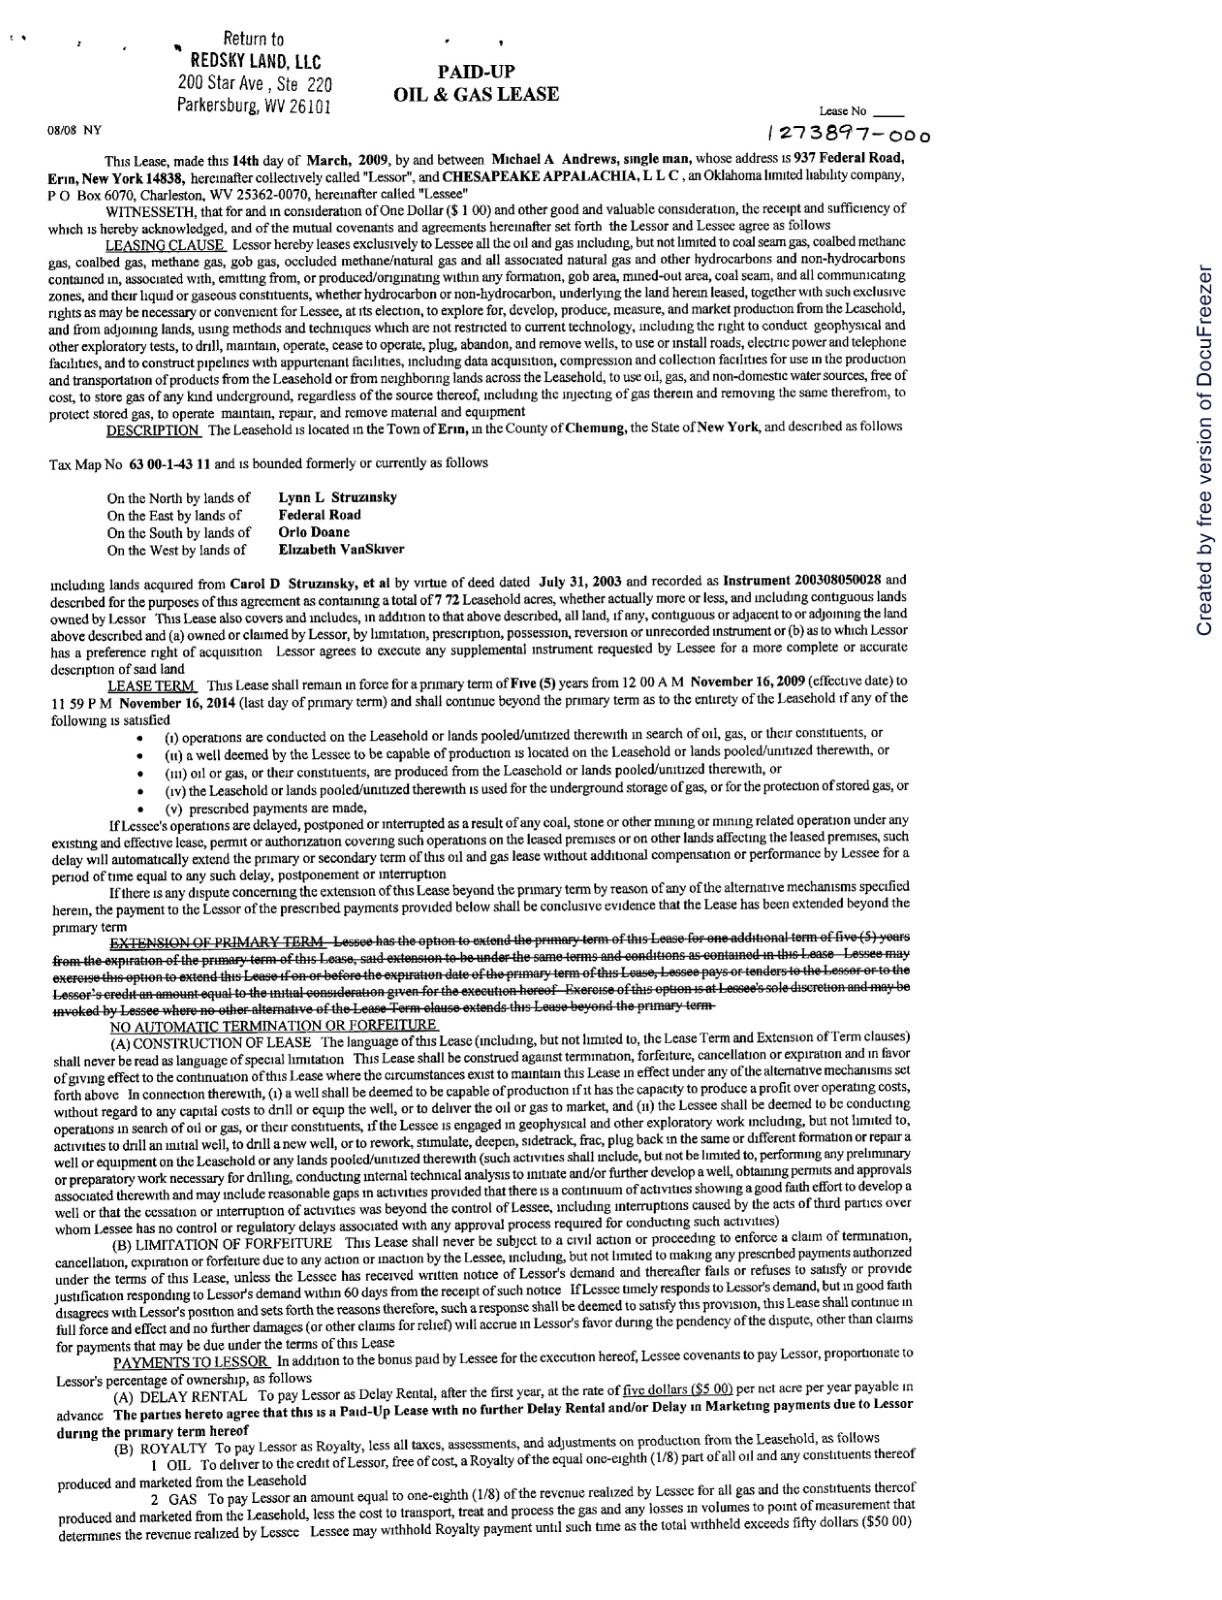 Return to
REDSKY LAND, LLC
200 Star Ave , Ste 220
Parkersburg, WV 26101
PAID-UP
OIL & GAS LEASE
Lease No ____
1273897-000
08/08 NY
This Lease, made this 14th day of March, 2009, by and between Michael A Andrews, single man, whose address is 937 Federal Road,
Erin, New York 14838, hereinafter collectively called "Lessor", and CHESAPEAKE APPALACHIA, L L C , an Oklahoma limited liability company,
P O Box 6070, Charleston, WV 25362-0070, hereinafter called "Lessee"
WITNESSETH, that for and in consideration of One Dollar ($ 1 00) and other good and valuable consideration, the receipt and sufficiency of
which is hereby acknowledged, and of the mutual covenants and agreements hereinafter set forth the Lessor and Lessee agree as follows
LEASING CLAUSE Lessor hereby leases exclusively to Lessee all the oil and gas including, but not limited to coal seam gas, coalbed methane
gas, coalbed gas, methane gas, gob gas, occluded methane/natural gas and all associated natural gas and other hydrocarbons and non-hydrocarbons
contained in, associated with, emitting from, or produced/originating within any formation, gob area, mined-out area, coal seam, and all communicating
zones, and their liquid or gaseous constituents, whether hydrocarbon or non-hydrocarbon, underlying the land herein leased, together with such exclusive
rights as may be necessary or convenient for Lessee, at its election, to explore for, develop, produce, measure, and market production from the Leasehold,
and from adjoining lands, using methods and techniques which are not restricted to current technology, including the right to conduct geophysical and
other exploratory tests, to drill, maintain, operate, cease to operate, plug, abandon, and remove wells, to use or install roads, electric power and telephone
facilities, and to construct pipelines with appurtenant facilities, including data acquisition, compression and collection facilities for use in the production
and transportation of products from the Leasehold or from neighboring lands across the Leasehold, to use oil, gas, and non-domestic water sources, free of
cost, to store gas of any kind underground, regardless of the source thereof, including the injecting of gas therein and removing the same therefrom, to
protect stored gas, to operate maintain, repair, and remove material and equipment
DESCRIPTION The Leasehold is located in the Town of Erin, in the County of Chemung, the State of New York, and described as follows
Tax Map No 63 00-1-43 11 and is bounded formerly or currently as follows
On the North by lands of Lynn L Struzinsky
On the East by lands of Federal Road
On the South by lands of Orlo Doane
On the West by lands of Elizabeth VanSkiver
including lands acquired from Carol D Struzinsky, et al by virtue of deed dated July 31, 2003 and recorded as Instrument 200308050028 and
described for the purposes of this agreement as containing a total of 7 72 Leasehold acres, whether actually more or less, and including contiguous lands
owned by Lessor This Lease also covers and includes, in addition to that above described, all land, if any, contiguous or adjacent to or adjoining the land
above described and (a) owned or claimed by Lessor, by limitation, prescription, possession, reversion or unrecorded instrument or (b) as to which Lessor
has a preference right of acquisition Lessor agrees to execute any supplemental instrument requested by Lessee for a more complete or accurate
description of said land
LEASE TERM This Lease shall remain in force for a primary term of Five (5) years from 12 00 A M November 16, 2009 (effective date) to
11 59 P M November 16, 2014 (last day of primary term) and shall continue beyond the primary term as to the entirety of the Leasehold if any of the
following is satisfied
• (i) operations are conducted on the Leasehold or lands pooled/unitized therewith in search of oil, gas, or their constituents, or
• (ii) a well deemed by the Lessee to be capable of production is located on the Leasehold or lands pooled/unitized therewith, or
• (iii) oil or gas, or their constituents, are produced from the Leasehold or lands pooled/unitized therewith, or
• (iv) the Leasehold or lands pooled/unitized therewith is used for the underground storage of gas, or for the protection of stored gas, or
• (v) prescribed payments are made,
If Lessee's operations are delayed, postponed or interrupted as a result of any coal, stone or other mining or mining related operation under any
existing and effective lease, permit or authorization covering such operations on the leased premises or on other lands affecting the leased premises, such
delay will automatically extend the primary or secondary term of this oil and gas lease without additional compensation or performance by Lessee for a
period of time equal to any such delay, postponement or interruption
If there is any dispute concerning the extension of this Lease beyond the primary term by reason of any of the alternative mechanisms specified
herein, the payment to the Lessor of the prescribed payments provided below shall be conclusive evidence that the Lease has been extended beyond the
primary term
EXTENSION OF PRIMARY TERM Lessee has the option to extend the primary term of this Lease for one additional term of five (5) years
from the expiration of the primary term of this Lease, said extension to be under the same terms and conditions as contained in this Lease Lessee may
exercise this option to extend this Lease if on or before the expiration date of the primary term of this Lease, Lessee pays or tenders to the Lessor or to the
Lessor's credit an amount equal to the initial consideration given for the execution hereof Exercise of this option is at Lessee's sole discretion and may be
invoked by Lessee where no other alternative of the Lease Term clause extends this Lease beyond the primary term
NO AUTOMATIC TERMINATION OR FORFEITURE
(A) CONSTRUCTION OF LEASE The language of this Lease (including, but not limited to, the Lease Term and Extension of Term clauses)
shall never be read as language of special limitation This Lease shall be construed against termination, forfeiture, cancellation or expiration and in favor
of giving effect to the continuation of this Lease where the circumstances exist to maintain this Lease in effect under any of the alternative mechanisms set
forth above In connection therewith, (i) a well shall be deemed to be capable of production if it has the capacity to produce a profit over operating costs,
without regard to any capital costs to drill or equip the well, or to deliver the oil or gas to market, and (ii) the Lessee shall be deemed to be conducting
operations in search of oil or gas, or their constituents, if the Lessee is engaged in geophysical and other exploratory work including, but not limited to,
activities to drill an initial well, to drill a new well, or to rework, stimulate, deepen, sidetrack, frac, plug back in the same or different formation or repair a
well or equipment on the Leasehold or any lands pooled/unitized therewith (such activities shall include, but not be limited to, performing any preliminary
or preparatory work necessary for drilling, conducting internal technical analysis to initiate and/or further develop a well, obtaining permits and approvals
associated therewith and may include reasonable gaps in activities provided that there is a continuum of activities showing a good faith effort to develop a
well or that the cessation or interruption of activities was beyond the control of Lessee, including interruptions caused by the acts of third parties over
whom Lessee has no control or regulatory delays associated with any approval process required for conducting such activities)
(B) LIMITATION OF FORFEITURE This Lease shall never be subject to a civil action or proceeding to enforce a claim of termination,
cancellation, expiration or forfeiture due to any action or inaction by the Lessee, including, but not limited to making any prescribed payments authorized
under the terms of this Lease, unless the Lessee has received written notice of Lessor's demand and thereafter fails or refuses to satisfy or provide
justification responding to Lessor's demand within 60 days from the receipt of such notice If Lessee timely responds to Lessor's demand, but in good faith
disagrees with Lessor's position and sets forth the reasons therefore, such a response shall be deemed to satisfy this provision, this Lease shall continue in
full force and effect and no further damages (or other claims for relief) will accrue in Lessor's favor during the pendency of the dispute, other than claims
for payments that may be due under the terms of this Lease
PAYMENTS TO LESSOR In addition to the bonus paid by Lessee for the execution hereof, Lessee covenants to pay Lessor, proportionate to
Lessor's percentage of ownership, as follows
(A) DELAY RENTAL To pay Lessor as Delay Rental, after the first year, at the rate of five dollars ($5 00) per net acre per year payable in
advance The parties hereto agree that this is a Paid-Up Lease with no further Delay Rental and/or Delay in Marketing payments due to Lessor
during the primary term hereof
(B) ROYALTY To pay Lessor as Royalty, less all taxes, assessments, and adjustments on production from the Leasehold, as follows
1 OIL To deliver to the credit of Lessor, free of cost, a Royalty of the equal one-eighth (1/8) part of all oil and any constituents thereof
produced and marketed from the Leasehold
2 GAS To pay Lessor an amount equal to one-eighth (1/8) of the revenue realized by Lessee for all gas and the constituents thereof
produced and marketed from the Leasehold, less the cost to transport, treat and process the gas and any losses in volumes to point of measurement that
determines the revenue realized by Lessee Lessee may withhold Royalty payment until such time as the total withheld exceeds fifty dollars ($50 00)
Created by free version of DocuFreezer